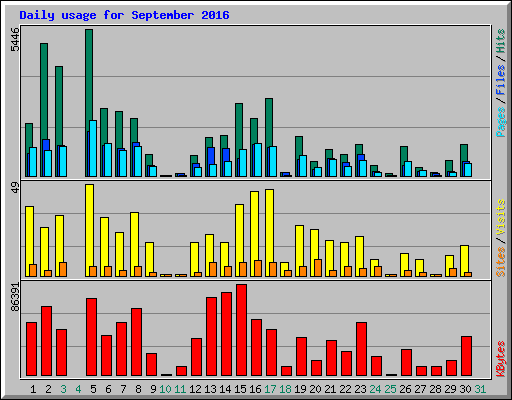 Daily usage for September 2016
5446
Pages / Files / Hits
49
Sites / Visits
86391
KBytes
1 2 3 4 5 6 7 8 9 10 11 12 13 14 15 16 17 18 19 20 21 22 23 24 25 26 27 28 29 30 31